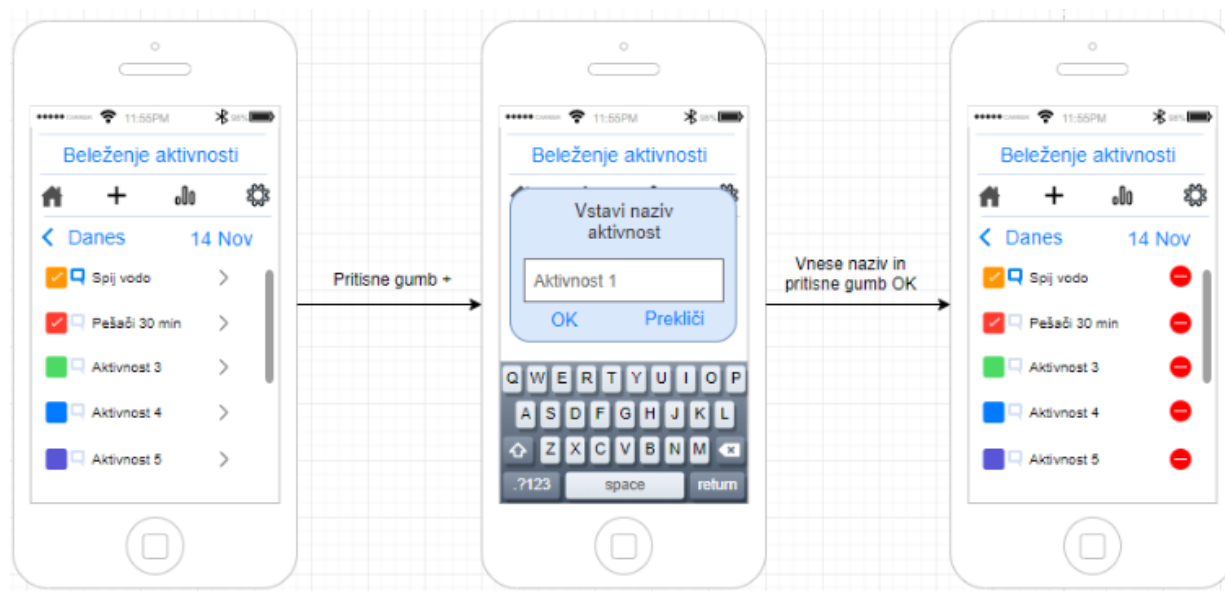 11:55PM 98%
Beleženje aktivnosti
Danes 14 Nov
Spij vodo
Pešači 30 min
Aktivnost 3
Aktivnost 4
Aktivnost 5
Pritisne gumb +
11:55PM 98%
Beleženje aktivnosti
Vstavi naziv
aktivnost
Aktivnost 1
OK Prekliči
Q W E R T Y U I O P
A S D F G H J K L
Z X C V B N M
.?123 space return
Vnese naziv in
pritisne gumb OK
11:55PM 98%
Beleženje aktivnosti
Danes 14 Nov
Spij vodo
Pešači 30 min
Aktivnost 3
Aktivnost 4
Aktivnost 5